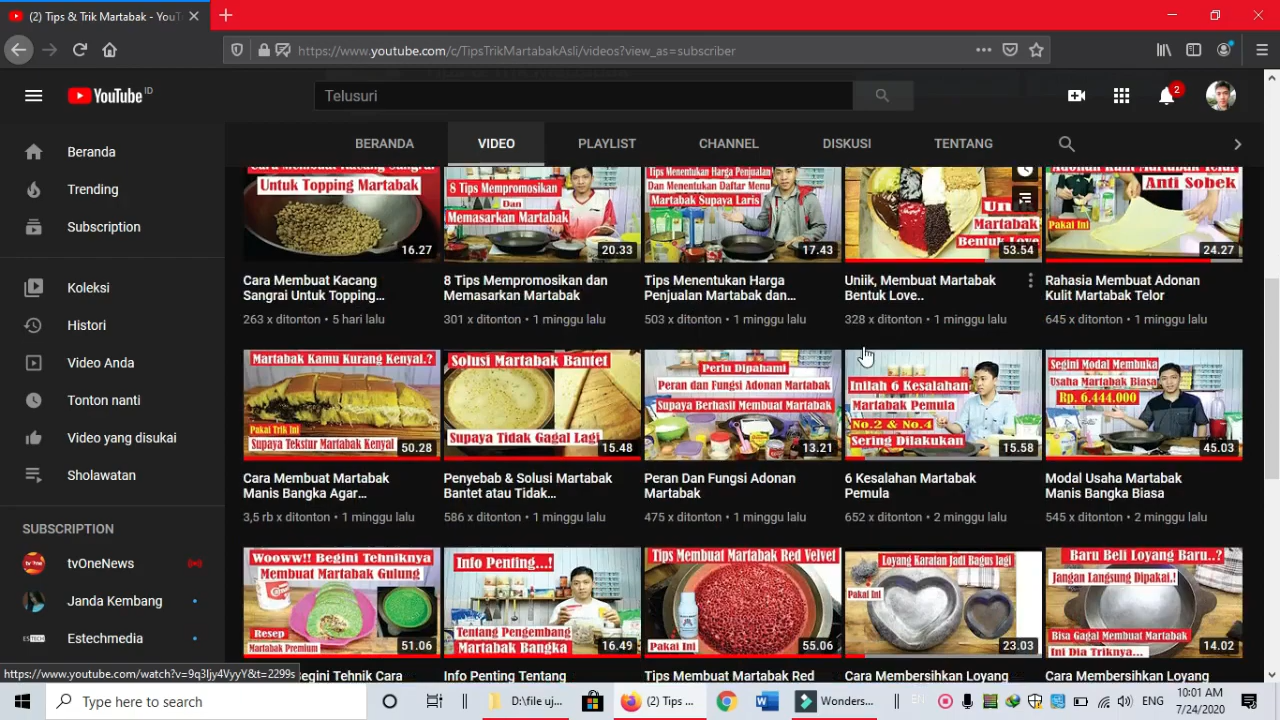 (2) Tips & Trik Martabak - YouT
https://www.youtube.com/c/TipsTrikMartabakAsli/videos?view_as=subscriber
YouTube ID
Telusuri
2
BERANDA
VIDEO
PLAYLIST
CHANNEL
DISKUSI
TENTANG
Beranda
Trending
Subscription
Koleksi
Histori
Video Anda
Tonton nanti
Video yang disukai
Sholawatan
SUBSCRIPTION
tvOneNews
Janda Kembang
Estechmedia
Untuk Topping Martabak
16.27
8 Tips Mempromosikan
Dan
Memasarkan Martabak
20.33
Tips Menentukan Harga Penjualan
Dan Menentukan Daftar Menu
Martabak Supaya Laris
17.43
Martabak
Bentuk Love
53.54
Adonan Kulit Martabak Telor
Anti Sobek
Pakai Ini
24.27
Cara Membuat Kacang
Sangrai Untuk Topping...
263 x ditonton • 5 hari lalu
8 Tips Mempromosikan dan
Memasarkan Martabak
301 x ditonton • 1 minggu lalu
Tips Menentukan Harga
Penjualan Martabak dan...
503 x ditonton • 1 minggu lalu
Uniik, Membuat Martabak
Bentuk Love..
328 x ditonton • 1 minggu lalu
Rahasia Membuat Adonan
Kulit Martabak Telor
645 x ditonton • 1 minggu lalu
Martabak Kamu Kurang Kenyal.?
Pakai Trik Ini
Supaya Tekstur Martabak Kenyal
50.28
Solusi Martabak Bantet
Supaya Tidak Gagal Lagi
15.48
Perlu Dipahami
Peran dan Fungsi Adonan Martabak
Supaya Berhasil Membuat Martabak
13.21
Inilah 6 Kesalahan
Martabak Pemula
No.2 & No.4
Sering Dilakukan
15.58
Segini Modal Membuka
Usaha Martabak Biasa
Rp. 6.444.000
45.03
Cara Membuat Martabak
Manis Bangka Agar...
3,5 rb x ditonton • 1 minggu lalu
Penyebab & Solusi Martabak
Bantet atau Tidak...
586 x ditonton • 1 minggu lalu
Peran Dan Fungsi Adonan
Martabak
475 x ditonton • 1 minggu lalu
6 Kesalahan Martabak
Pemula
652 x ditonton • 2 minggu lalu
Modal Usaha Martabak
Manis Bangka Biasa
545 x ditonton • 2 minggu lalu
Wooww!! Begini Tehniknya
Membuat Martabak Gulung
Resep
Martabak Premium
51.06
Info Penting...!
Tentang Pengembang
Martabak Bangka
16.49
Tips Membuat Martabak Red Velvet
Pakai Ini
55.06
Loyang Karatan Jadi Bagus lagi
Pakai Ini
23.03
Baru Beli Loyang Baru..?
Jangan Langsung Dipakai.!
Bisa Gagal Membuat Martabak
Ini Dia Triknya...
14.02
Begini Tehnik Cara
Info Penting Tentang
Tips Membuat Martabak Red
Cara Membersihkan Loyang
Cara Membersihkan Loyang
https://www.youtube.com/watch?v=9q3Ijy4VyyY&t=2299s
Type here to search
D:\file uj...
(2) Tips ...
Wonders...
EN
ENG
10:01 AM
7/24/2020